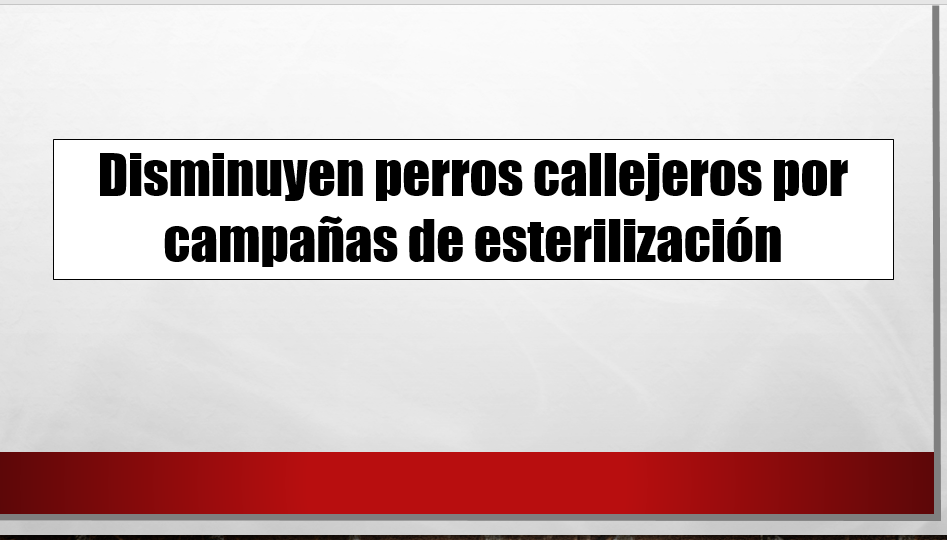 Disminuyen perros callejeros por
campañas de esterilización